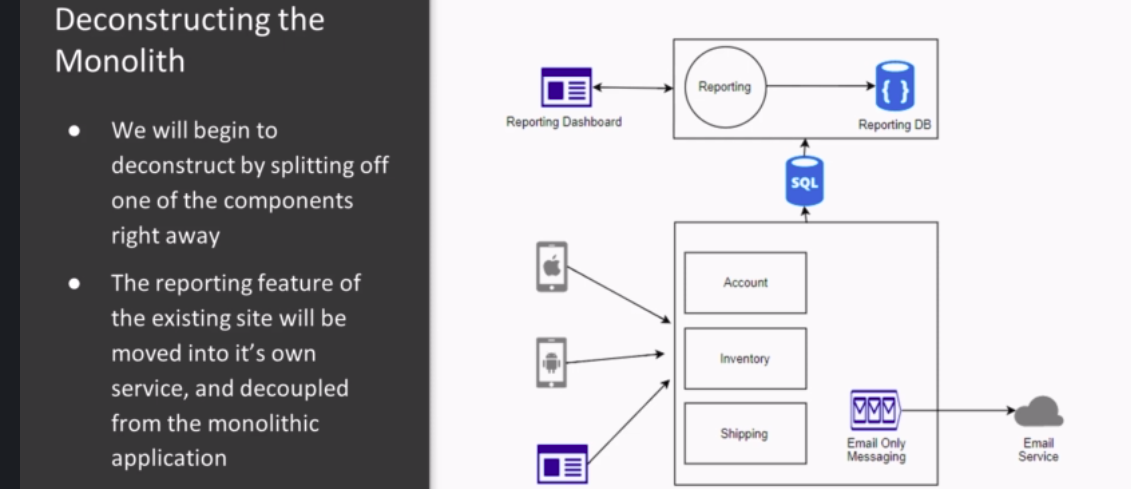 Deconstructing the
Monolith
● We will begin to
deconstruct by splitting off
one of the components
right away
● The reporting feature of
the existing site will be
moved into it's own
service, and decoupled
from the monolithic
application
Reporting
{ }
Reporting Dashboard
Reporting DB
SQL
Account
Inventory
Shipping
Email Only
Messaging
Email
Service